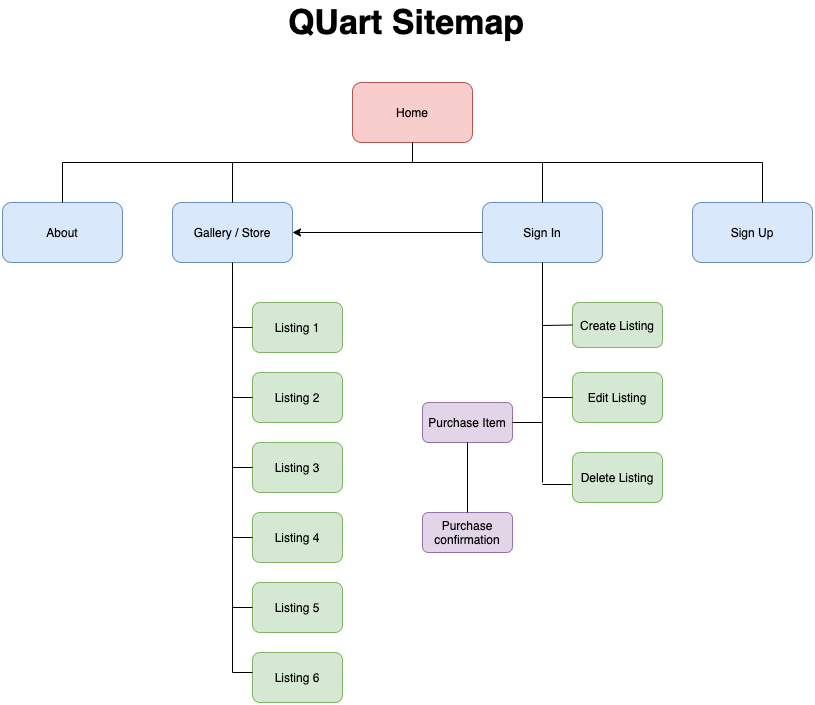 QUart Sitemap
Home
About
Gallery / Store
Sign In
Sign Up
Listing 1
Listing 2
Listing 3
Listing 4
Listing 5
Listing 6
Create Listing
Edit Listing
Delete Listing
Purchase Item
Purchase
confirmation